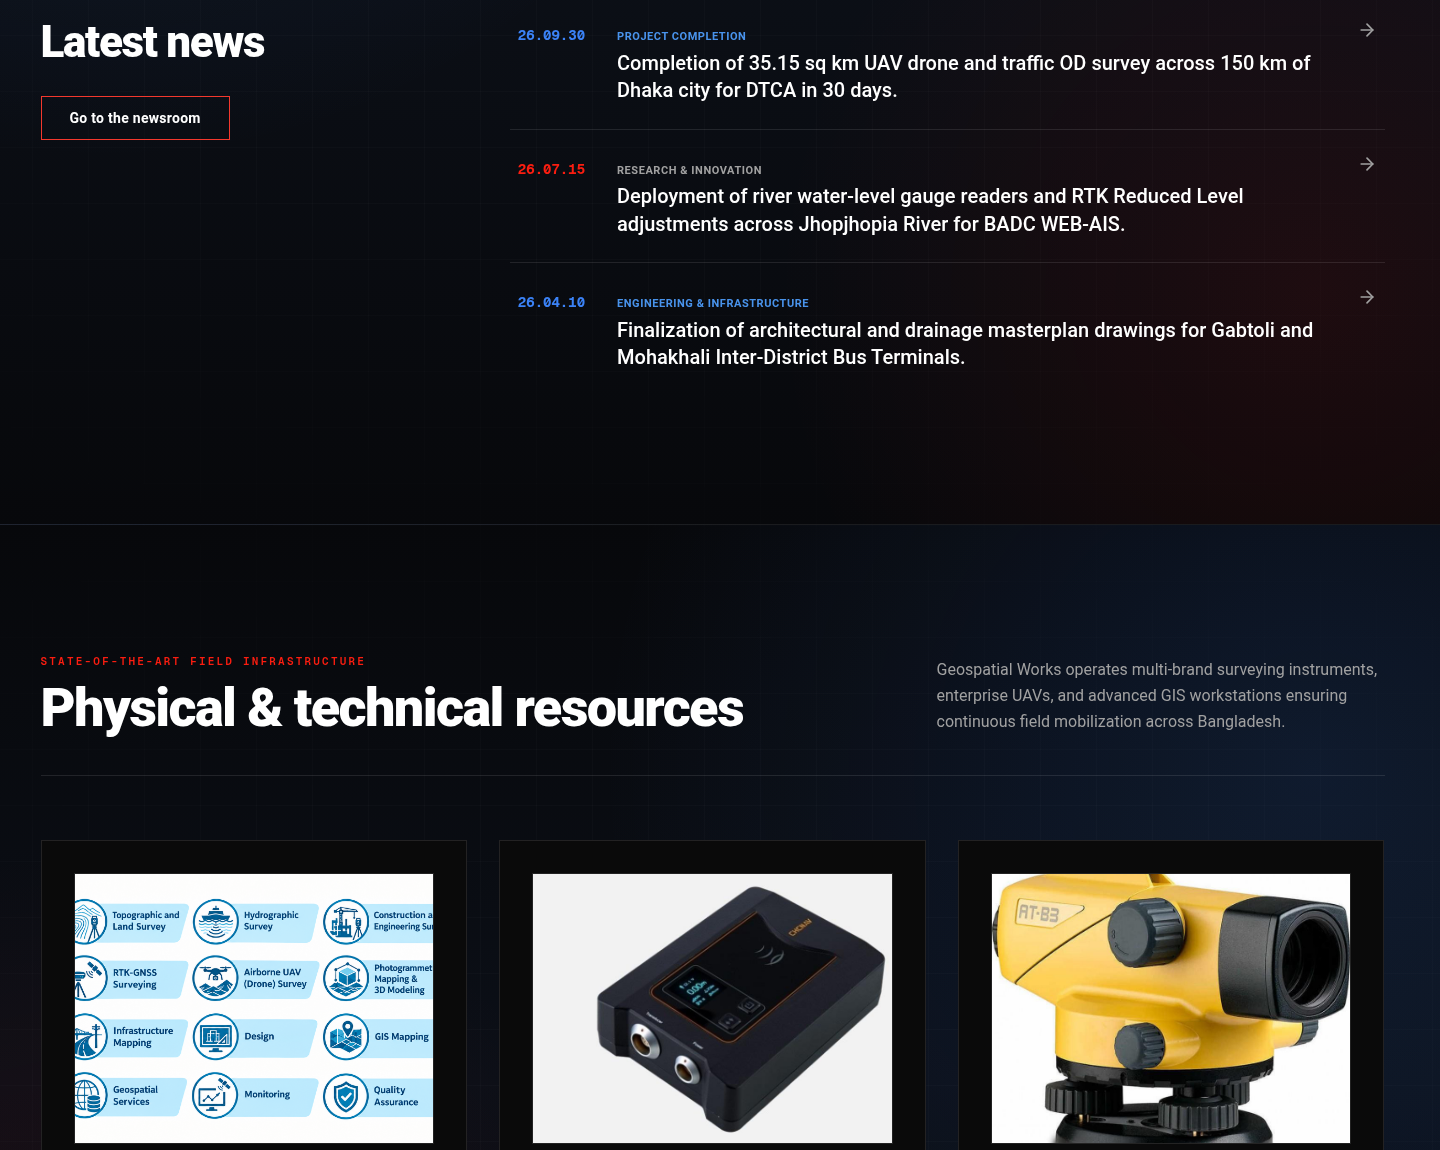 Latest news
Go to the newsroom
26.09.30
PROJECT COMPLETION
Completion of 35.15 sq km UAV drone and traffic OD survey across 150 km of
Dhaka city for DTCA in 30 days.
26.07.15
RESEARCH & INNOVATION
Deployment of river water-level gauge readers and RTK Reduced Level
adjustments across Jhopjhopia River for BADC WEB-AIS.
26.04.10
ENGINEERING & INFRASTRUCTURE
Finalization of architectural and drainage masterplan drawings for Gabtoli and
Mohakhali Inter-District Bus Terminals.
STATE-OF-THE-ART FIELD INFRASTRUCTURE
Physical & technical resources
Geospatial Works operates multi-brand surveying instruments,
enterprise UAVs, and advanced GIS workstations ensuring
continuous field mobilization across Bangladesh.
Topographic and
Land Survey
Hydrographic
Survey
Construction a
Engineering Sur
RTK-GNSS
Surveying
Airborne UAV
(Drone) Survey
Photogrammet
Mapping &
3D Modeling
Infrastructure
Mapping
Design
GIS Mapping
Geospatial
Services
Monitoring
Quality
Assurance
CHCNAV
AT-B3